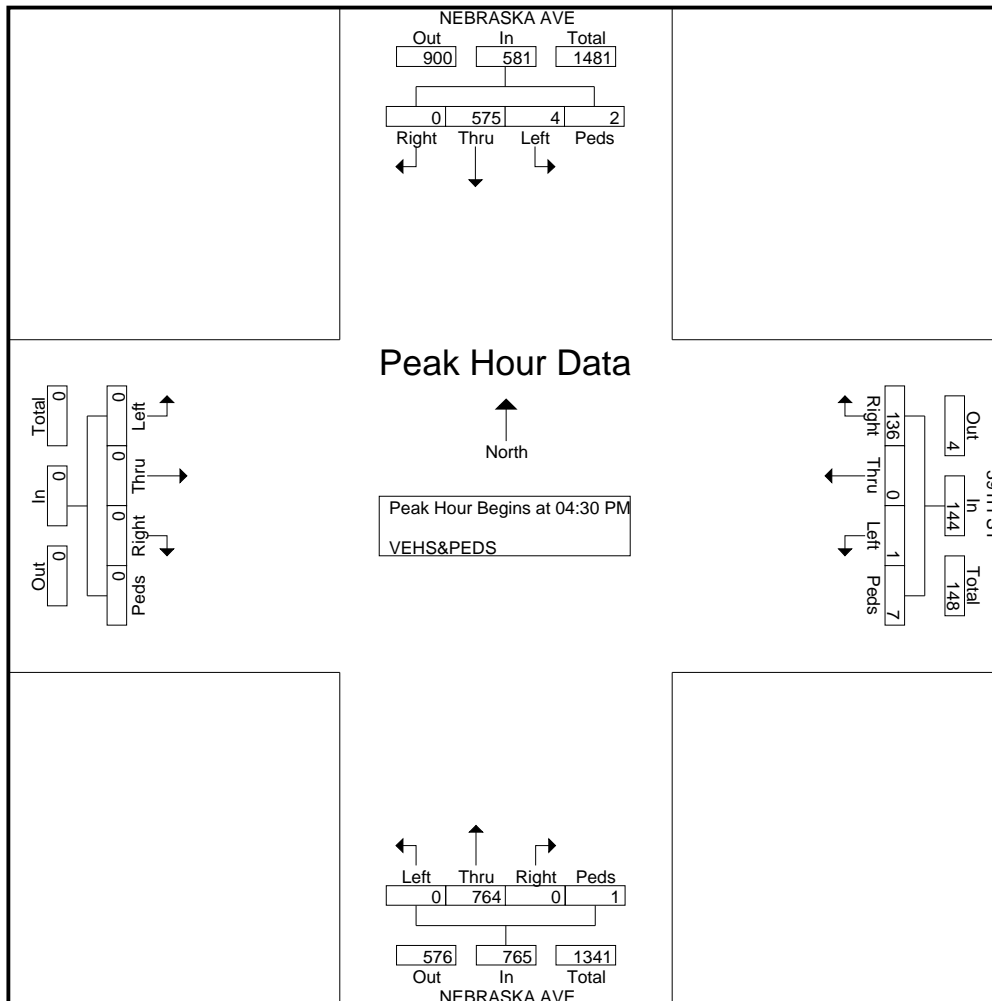 NEBRASKA AVE
Out In Total
900 581 1481
0 575 4 2
Right Thru Left Peds
Peak Hour Data
North
Peak Hour Begins at 04:30 PM
VEHS&PEDS
Total In Out
0 0 0
0 0 0 0
Left Thru Right Peds
Right Thru Left Peds
136 0 1 7
Out In Total
4 144 148
Left Thru Right Peds
0 764 0 1
576 765 1341
Out In Total
NEBRASKA AVE